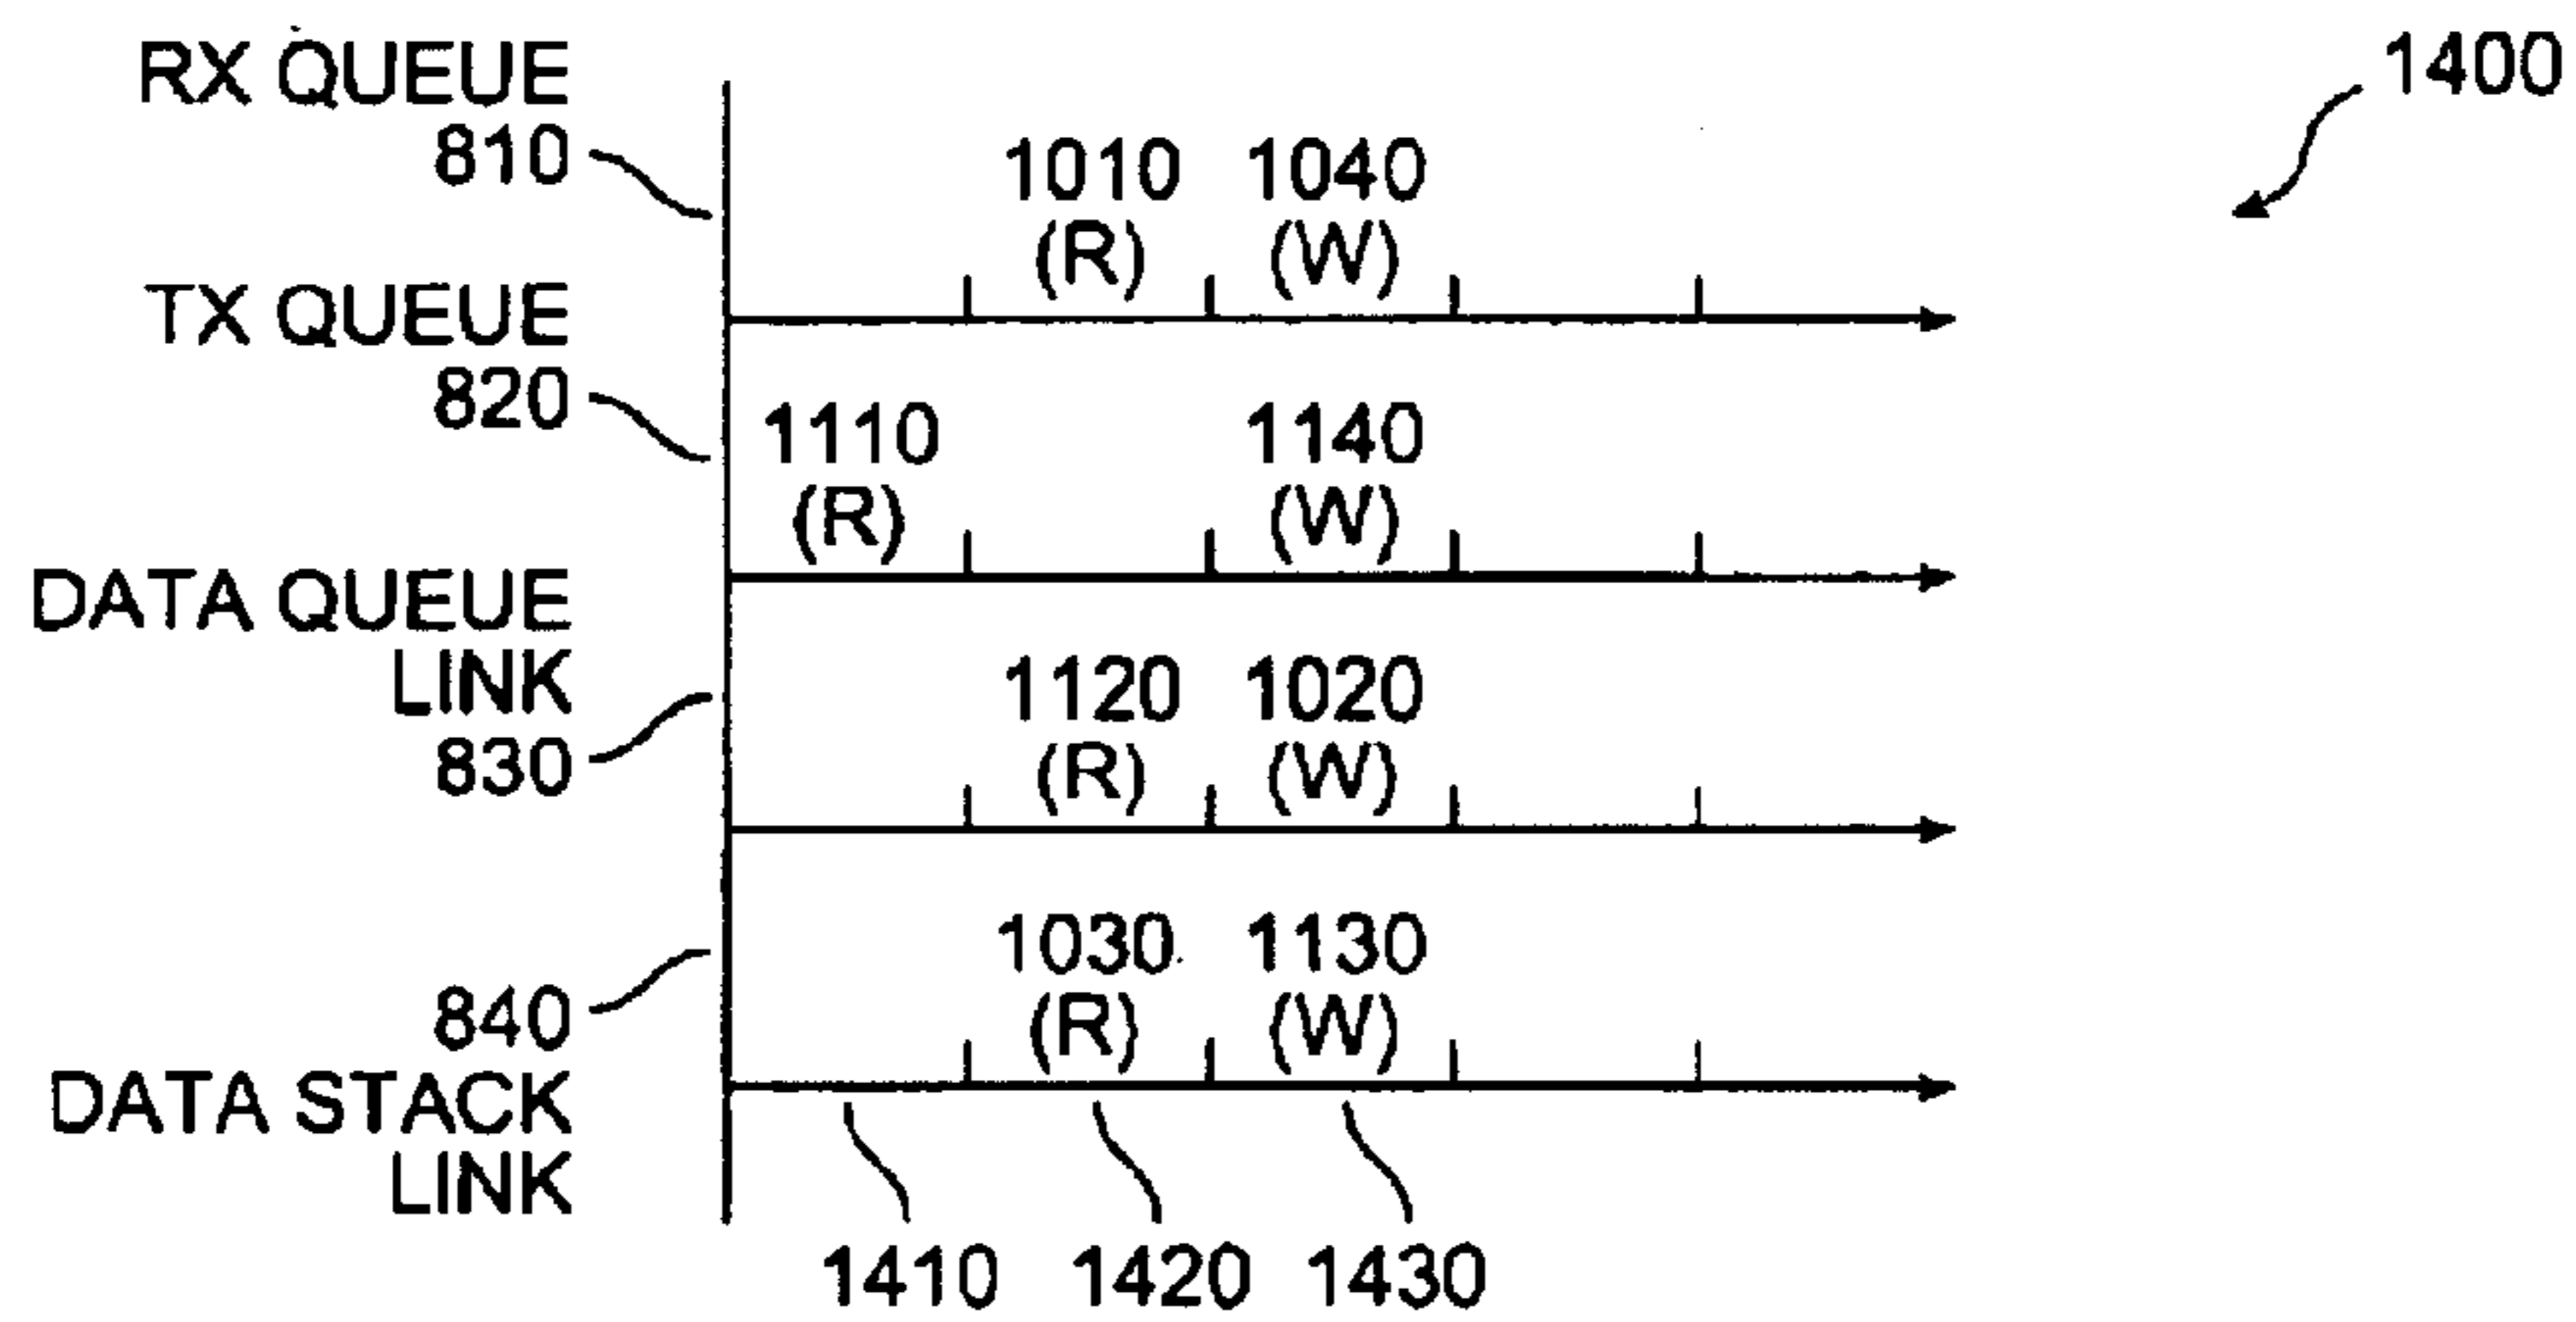 RX QUEUE
810
1400
1010 1040
(R) (W)
TX QUEUE
820
1110 1140
(R) (W)
DATA QUEUE
LINK
830
1120 1020
(R) (W)
1030 1130
(R) (W)
840
DATA STACK
LINK
1410 1420 1430